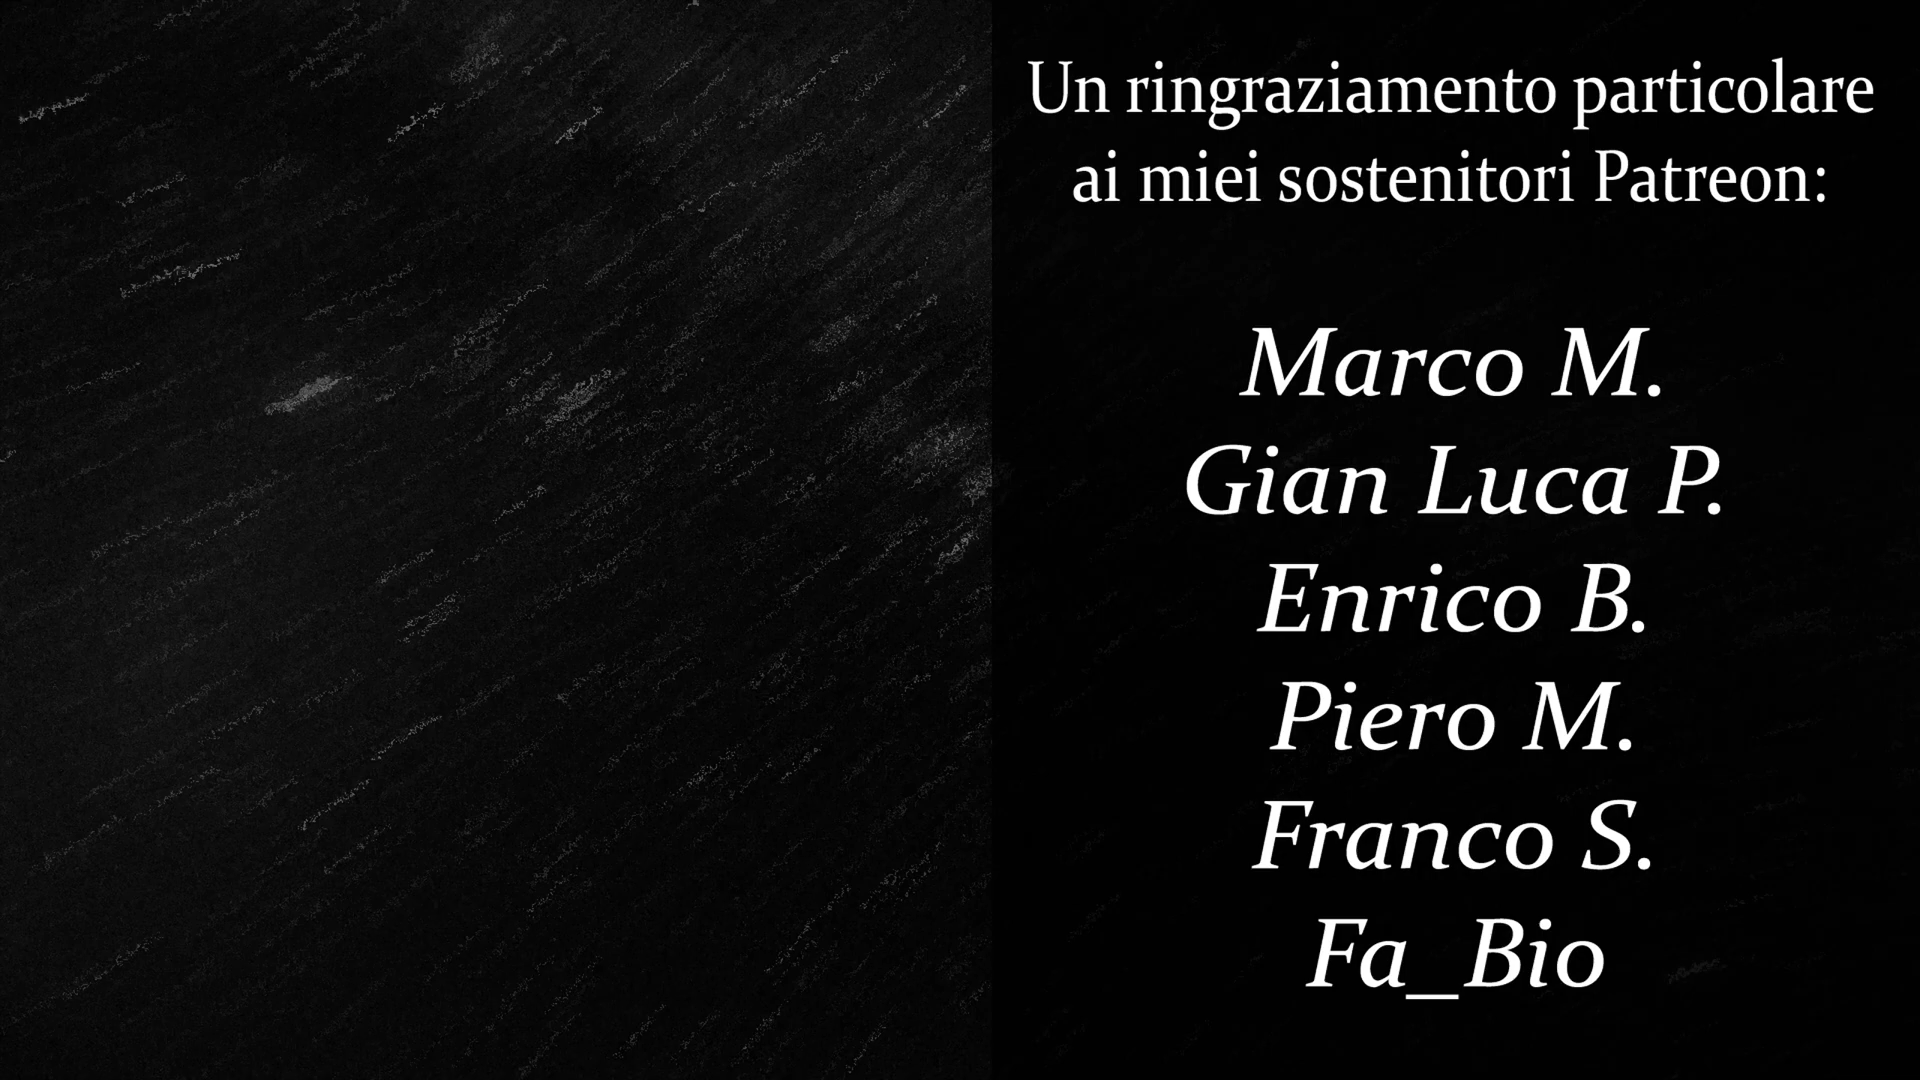 Un ringraziamento particolare
ai miei sostenitori Patreon:
Marco M.
Gian Luca P.
Enrico B.
Piero M.
Franco S.
Fa_Bio